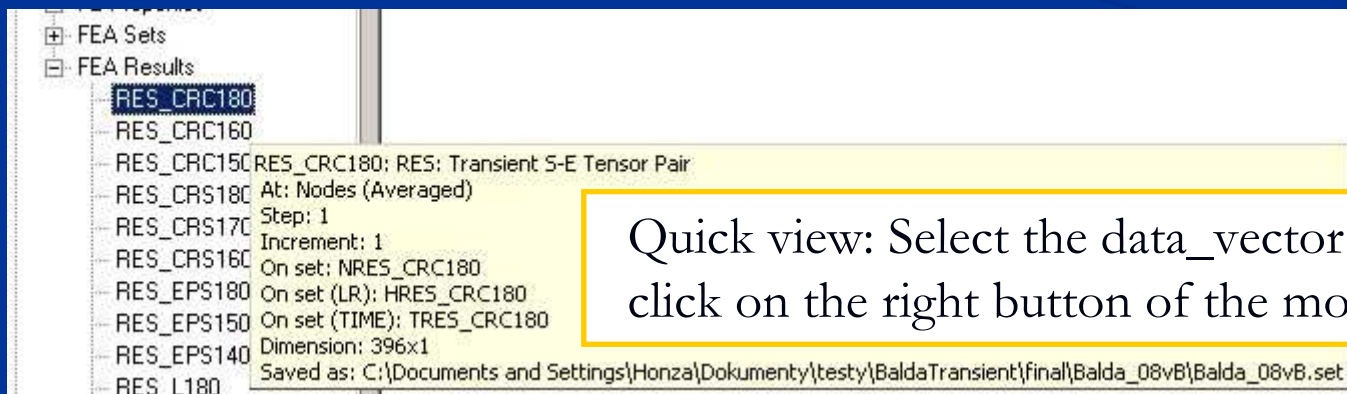 FEA Sets
FEA Results
RES_CRC180
RES_CRC160
RES_CRC150
RES_CRS180
RES_CRS170
RES_CRS160
RES_EPS180
RES_EPS150
RES_EPS140
RES_L180
RES_CRC180: RES: Transient S-E Tensor Pair
At: Nodes (Averaged)
Step: 1
Increment: 1
On set: NRES_CRC180
On set (LR): HRES_CRC180
On set (TIME): TRES_CRC180
Dimension: 396x1
Saved as: C:\Documents and Settings\Honza\Dokumenty\testy\BaldaTransient\final\Balda_08vB\Balda_08vB.set
Quick view: Select the data_vector
click on the right button of the mo